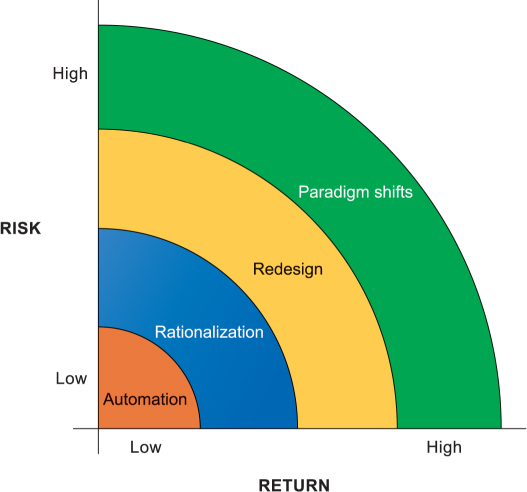 High
Paradigm shifts
RISK
Redesign
Rationalization
Low
Automation
Low
High
RETURN